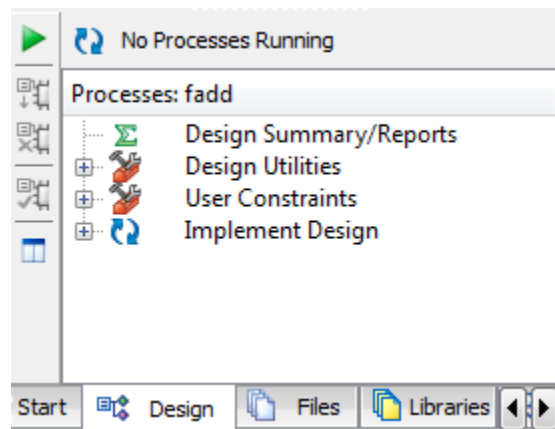 No Processes Running
Processes: fadd
Design Summary/Reports
Design Utilities
User Constraints
Implement Design
Start Design Files Libraries